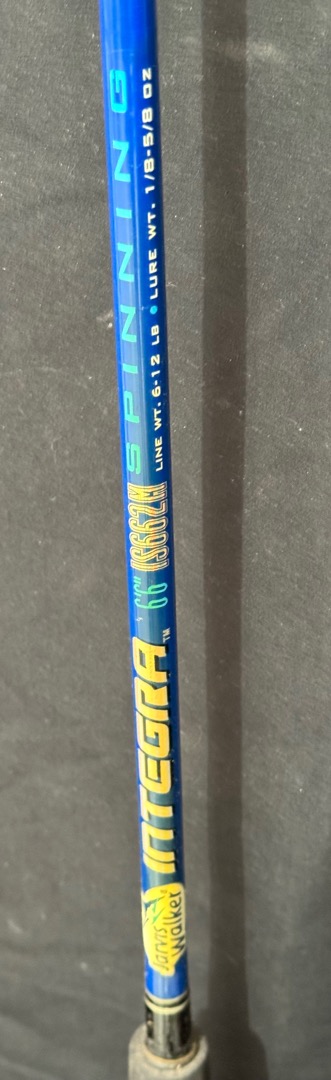 Jarvis
Walker
INTEGRA™
6'6" IS662M SPINNING
LINE WT. 6-12 LB • LURE WT. 1/8-5/8 OZ